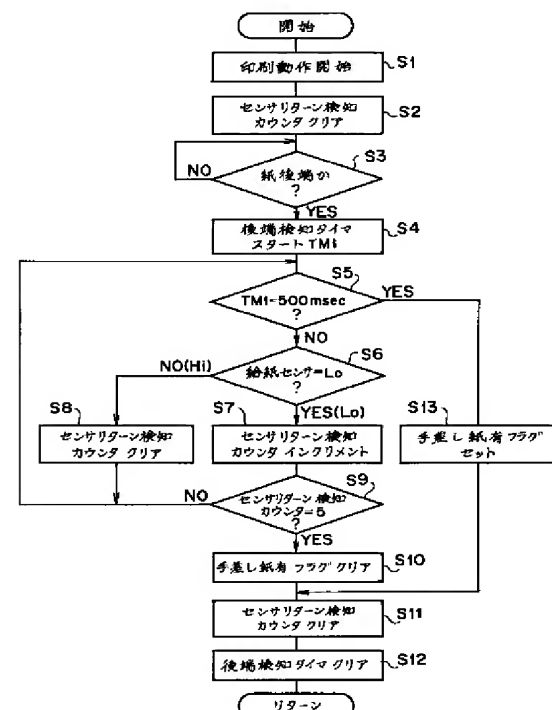 開始
印刷動作開始
S1
センサリターン検知
カウンタ クリア
S2
S3
紙後端か
?
NO
YES
後端検知タイマ
スタート TM1
S4
S5
TM1=500msec
?
YES
NO
S6
給紙センサ=Lo
?
NO(Hi)
YES(Lo)
S8
センサリターン検知
カウンタ クリア
S7
センサリターン検知
カウンタ インクリメント
S13
手差し紙有フラグ
セット
S9
センサリターン検知
カウンタ=5
?
NO
YES
手差し紙有フラグクリア
S10
センサリターン検知
カウンタ クリア
S11
後端検知タイマ クリア
S12
リターン